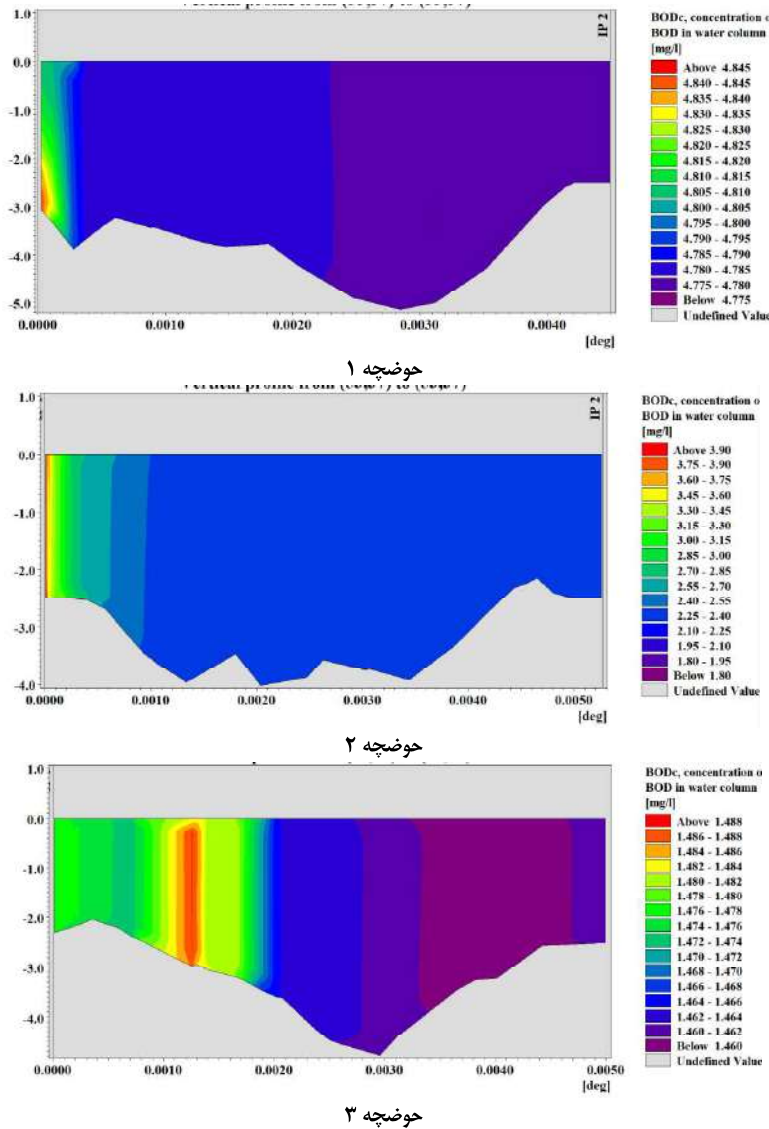 Vertical profile from
IP 2
BODc, concentration o
BOD in water column
[mg/l]
Above 4.845
4.840 - 4.845
4.835 - 4.840
4.830 - 4.835
4.825 - 4.830
4.820 - 4.825
4.815 - 4.820
4.810 - 4.815
4.805 - 4.810
4.800 - 4.805
4.795 - 4.800
4.790 - 4.795
4.785 - 4.790
4.780 - 4.785
4.775 - 4.780
Below 4.775
Undefined Value
0.0
-1.0
-2.0
-3.0
-4.0
-5.0
0.0000 0.0010 0.0020 0.0030 0.0040
[deg]
حوضچه ۱
Vertical profile from
IP 2
BODc, concentration o
BOD in water column
[mg/l]
Above 3.90
3.75 - 3.90
3.60 - 3.75
3.45 - 3.60
3.30 - 3.45
3.15 - 3.30
3.00 - 3.15
2.85 - 3.00
2.70 - 2.85
2.55 - 2.70
2.40 - 2.55
2.25 - 2.40
2.10 - 2.25
1.95 - 2.10
1.80 - 1.95
Below 1.80
Undefined Value
1.0
0.0
-1.0
-2.0
-3.0
-4.0
0.0000 0.0010 0.0020 0.0030 0.0040 0.0050
[deg]
حوضچه ۲
BODc, concentration o
BOD in water column
[mg/l]
Above 1.488
1.486 - 1.488
1.484 - 1.486
1.482 - 1.484
1.480 - 1.482
1.478 - 1.480
1.476 - 1.478
1.474 - 1.476
1.472 - 1.474
1.470 - 1.472
1.468 - 1.470
1.466 - 1.468
1.464 - 1.466
1.462 - 1.464
1.460 - 1.462
Below 1.460
Undefined Value
1.0
0.0
-1.0
-2.0
-3.0
-4.0
0.0000 0.0010 0.0020 0.0030 0.0040 0.0050
[deg]
حوضچه ۳